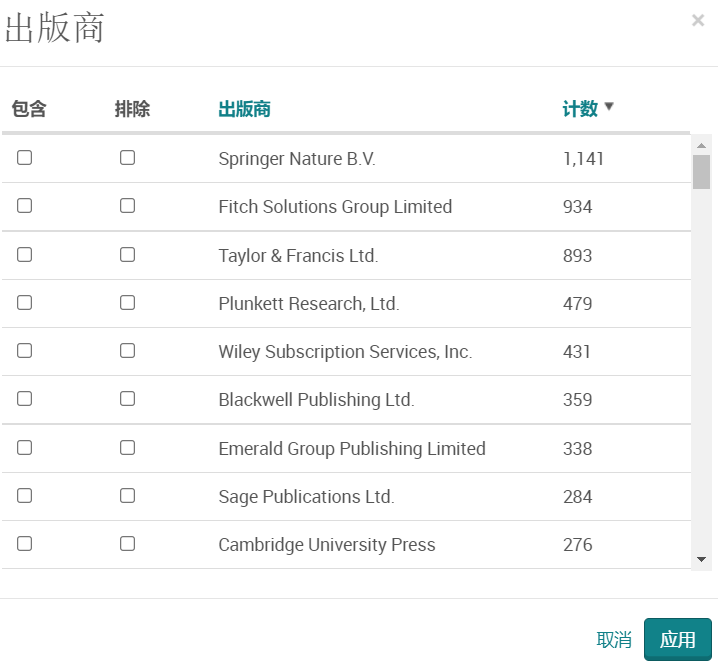 出版商
×
包含 排除 出版商 计数 ▼
Springer Nature B.V. 1,141
Fitch Solutions Group Limited 934
Taylor & Francis Ltd. 893
Plunkett Research, Ltd. 479
Wiley Subscription Services, Inc. 431
Blackwell Publishing Ltd. 359
Emerald Group Publishing Limited 338
Sage Publications Ltd. 284
Cambridge University Press 276
取消 应用